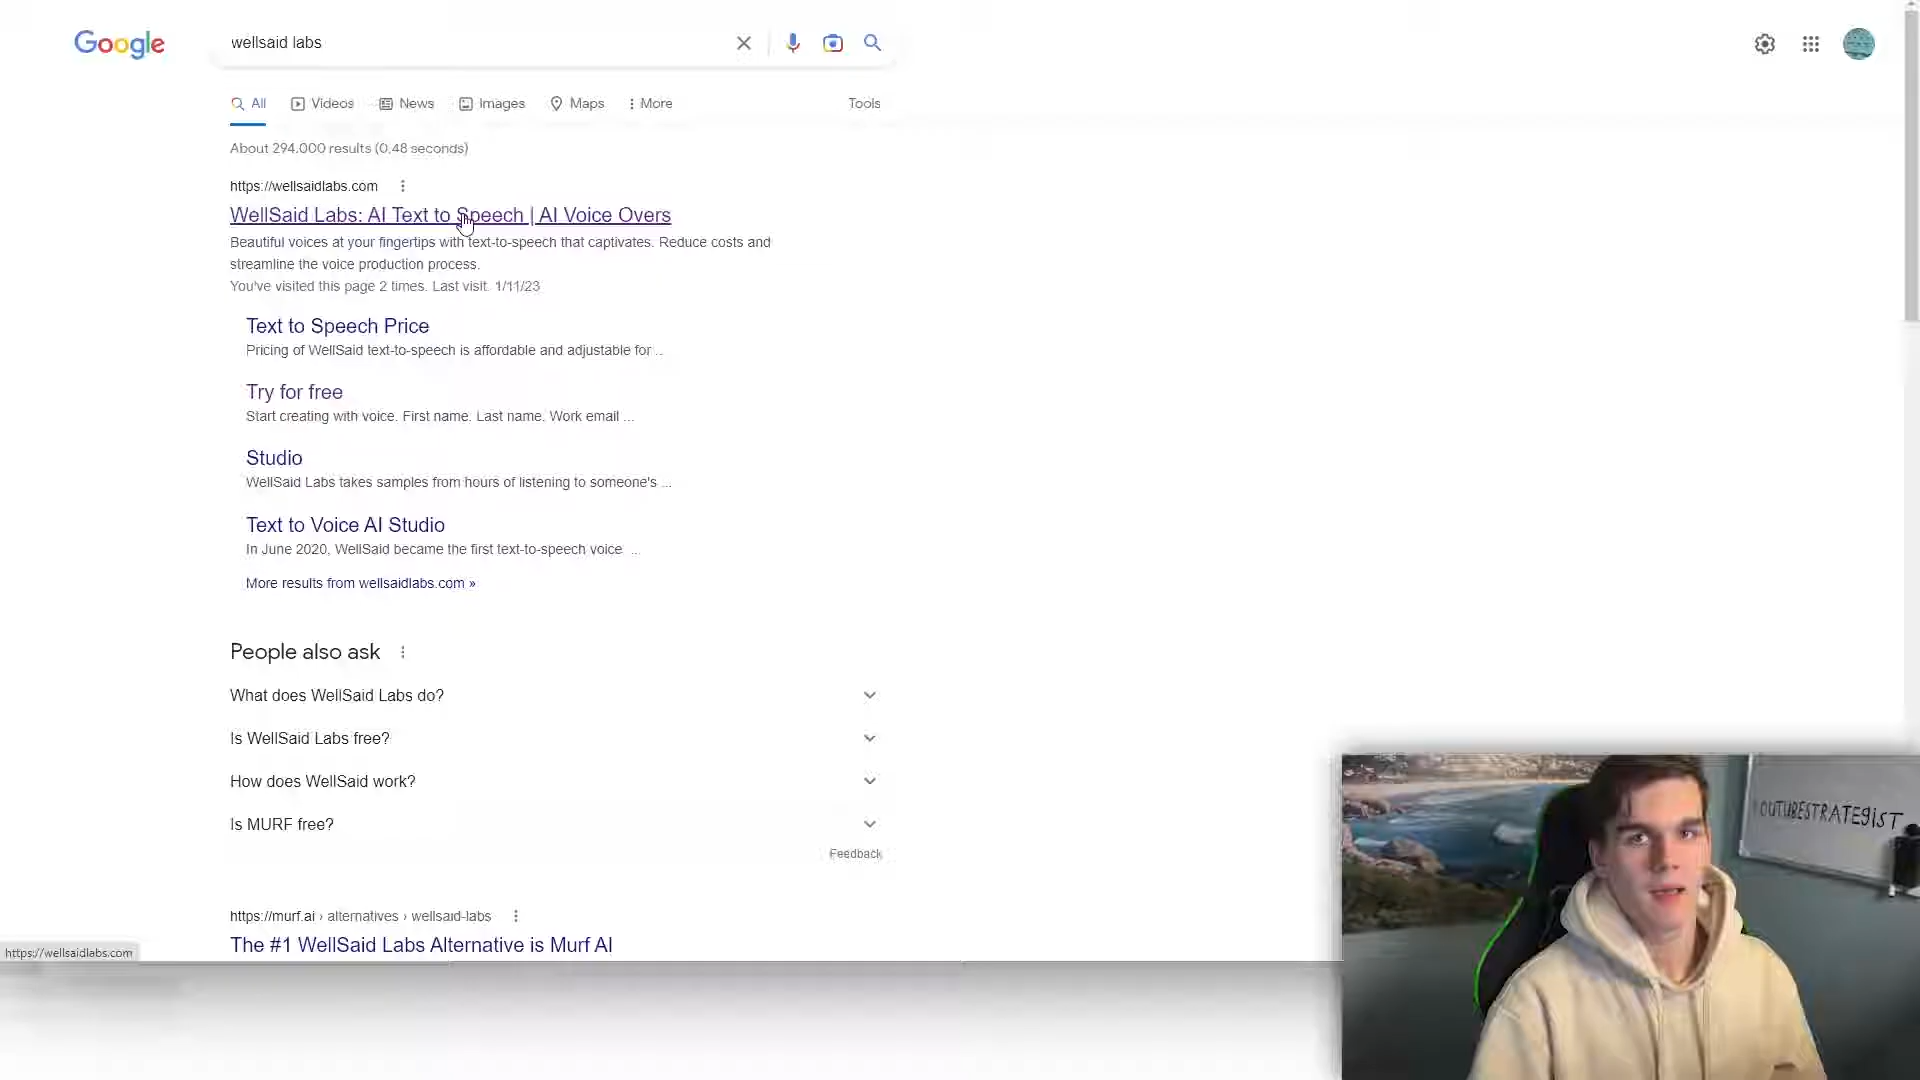 Google
wellsaid labs
All
Videos
News
Images
Maps
More
Tools
About 294.000 results (0.48 seconds)
https://wellsaidlabs.com
WellSaid Labs: AI Text to Speech | AI Voice Overs
Beautiful voices at your fingertips with text-to-speech that captivates. Reduce costs and
streamline the voice production process.
You've visited this page 2 times. Last visit. 1/11/23
Text to Speech Price
Pricing of WellSaid text-to-speech is affordable and adjustable for ..
Try for free
Start creating with voice. First name. Last name. Work email ...
Studio
WellSaid Labs takes samples from hours of listening to someone's ...
Text to Voice AI Studio
In June 2020, WellSaid became the first text-to-speech voice ...
More results from wellsaidlabs.com »
People also ask
What does WellSaid Labs do?
Is WellSaid Labs free?
How does WellSaid work?
Is MURF free?
Feedback
https://murf.ai › alternatives › wellsaid-labs
The #1 WellSaid Labs Alternative is Murf AI
https://wellsaidlabs.com
OUTUBESTRATEGIST